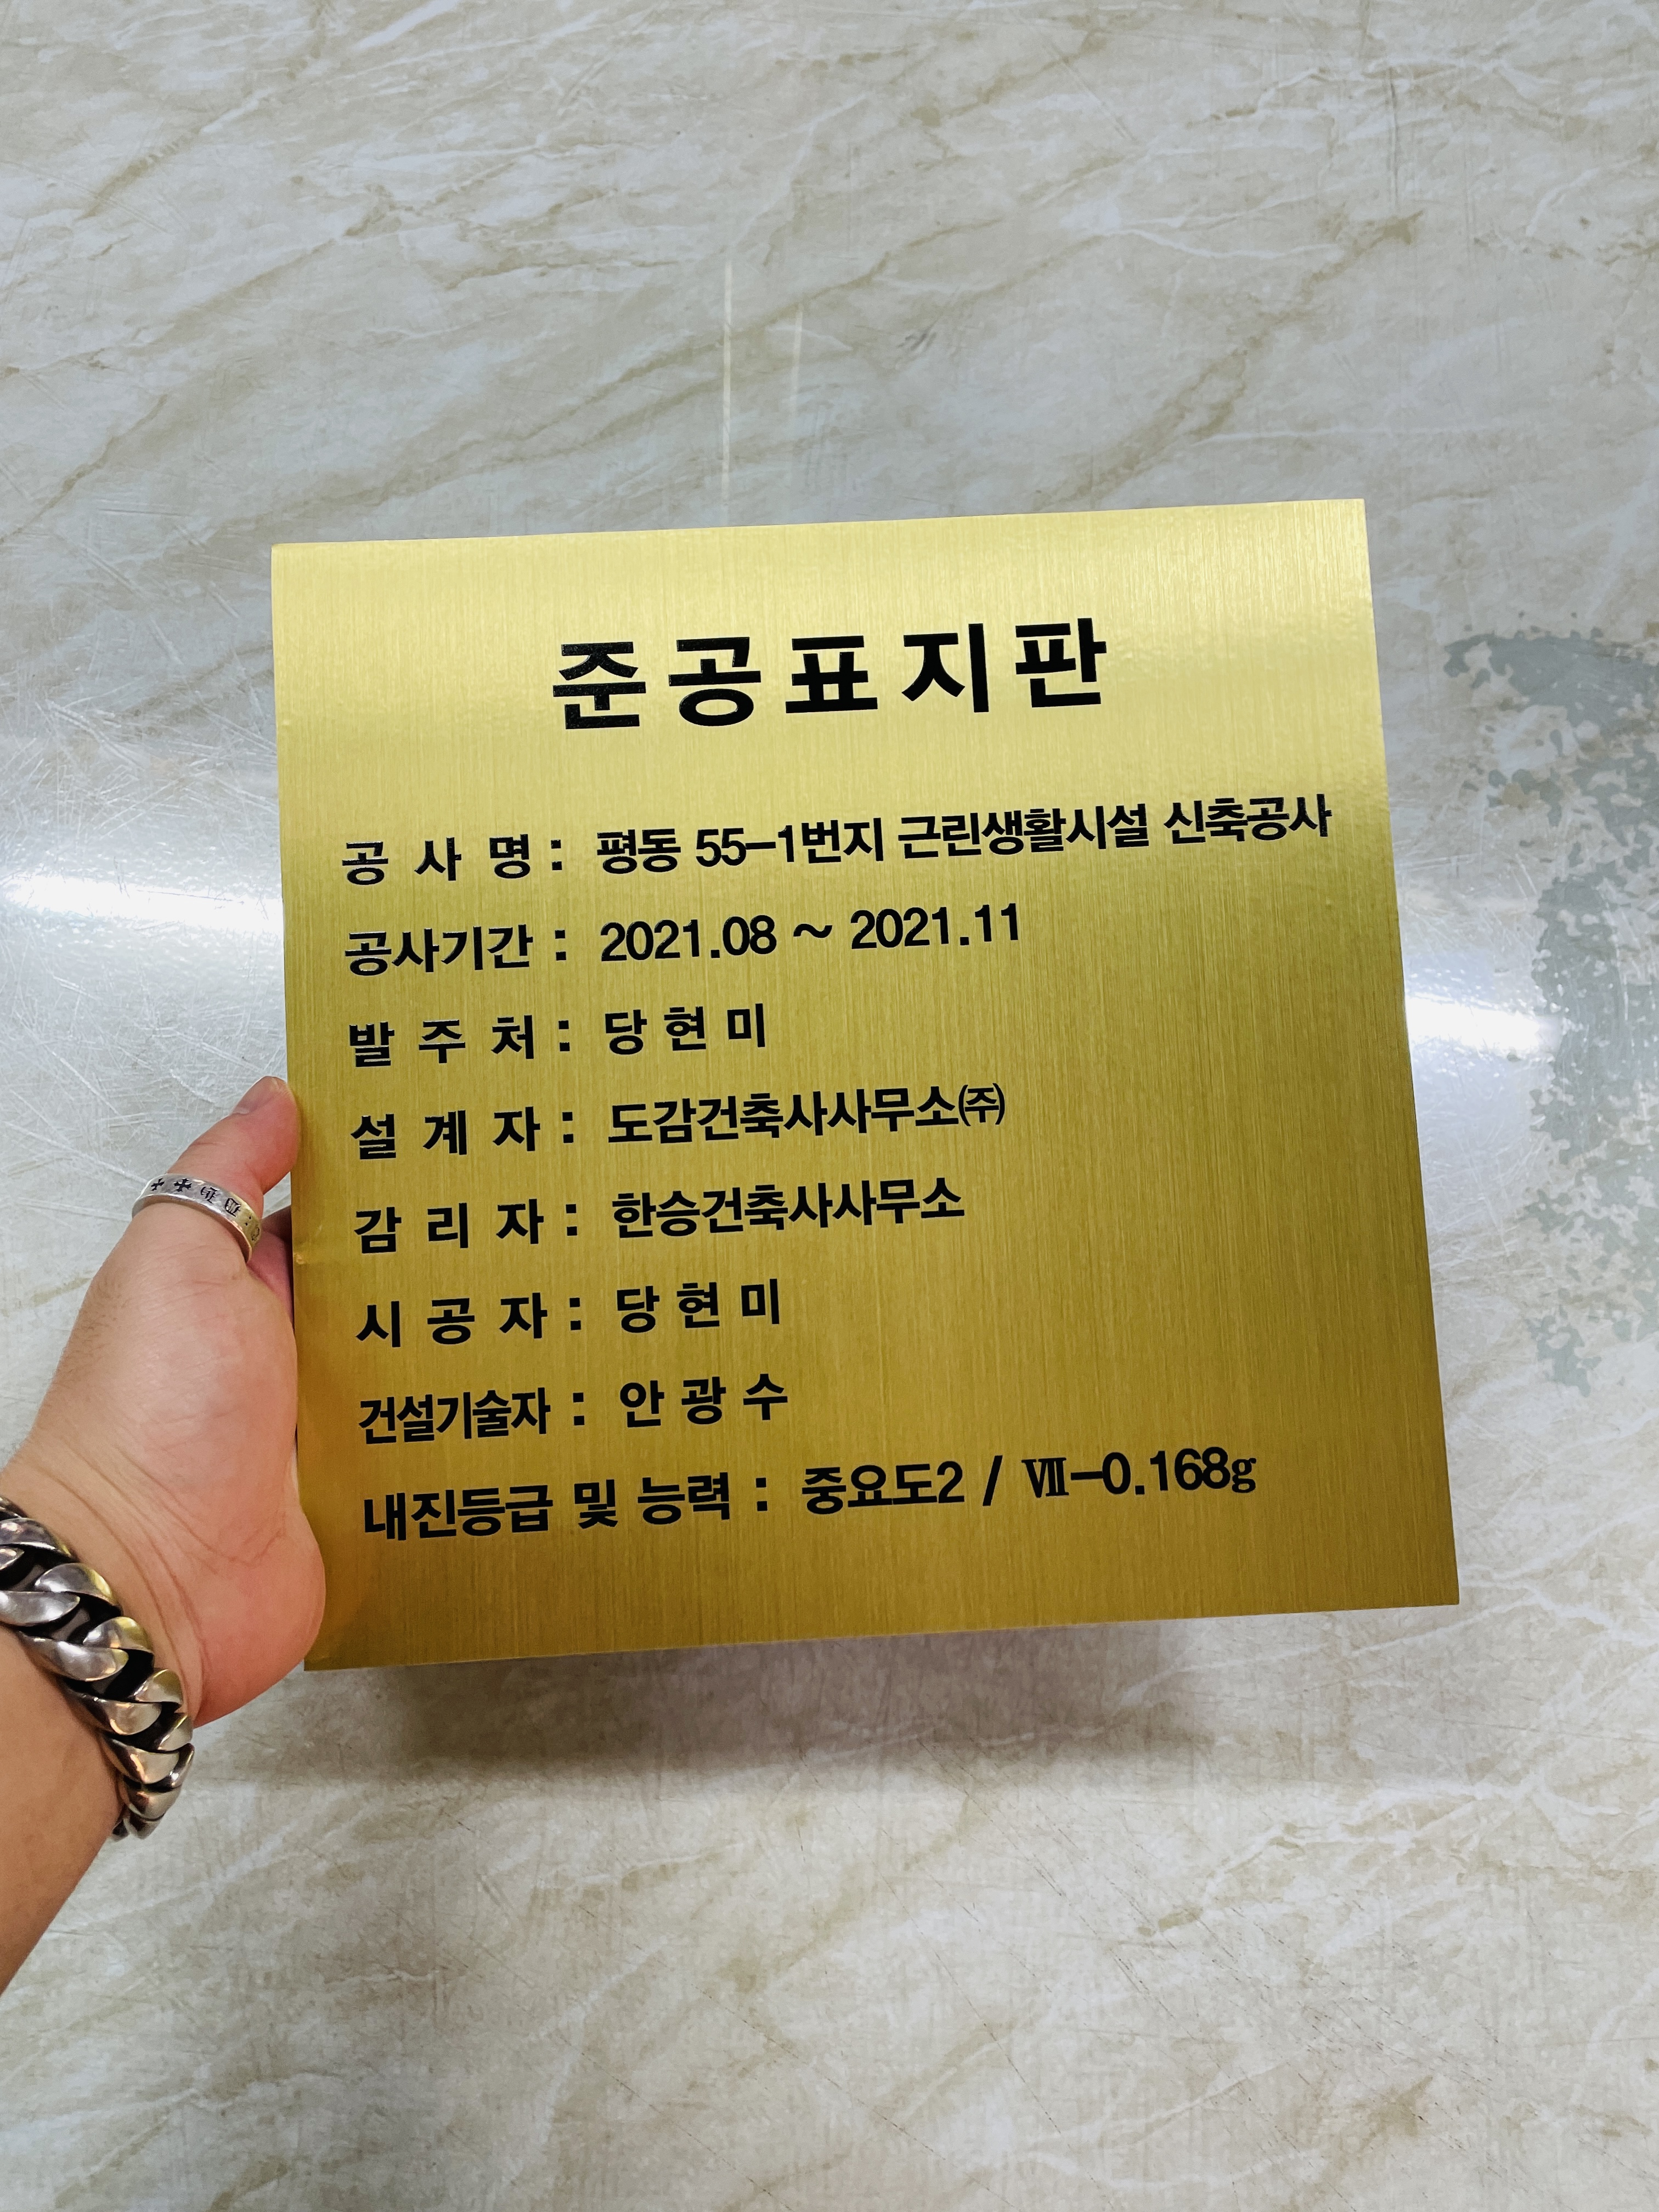 준공표지판
공 사 명 : 평동 55-1번지 근린생활시설 신축공사
공사기간 : 2021.08 ~ 2021.11
발 주 처 : 당 현 미
설 계 자 : 도감건축사사무소㈜
감 리 자 : 한승건축사사무소
시 공 자 : 당 현 미
건설기술자 : 안 광 수
내진등급 및 능력 : 중요도2 / Ⅶ-0.168g